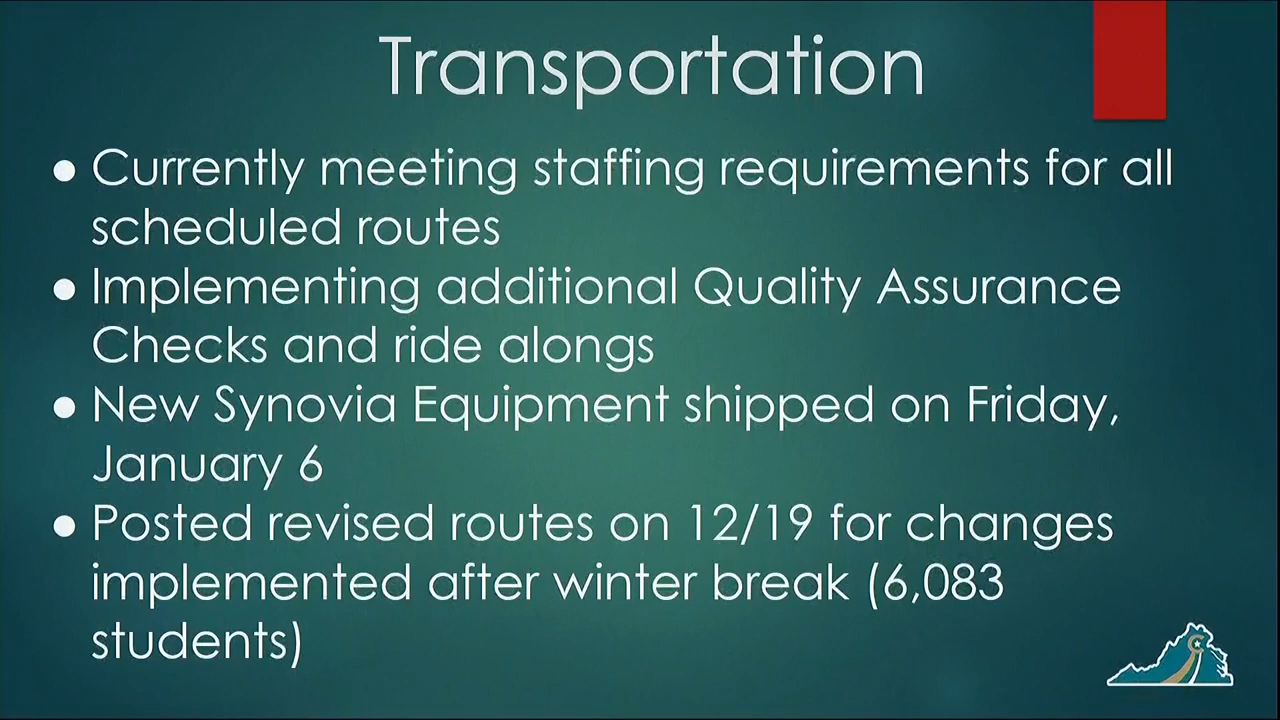 Transportation
● Currently meeting staffing requirements for all
scheduled routes
● Implementing additional Quality Assurance
Checks and ride alongs
● New Synovia Equipment shipped on Friday,
January 6
● Posted revised routes on 12/19 for changes
implemented after winter break (6,083
students)